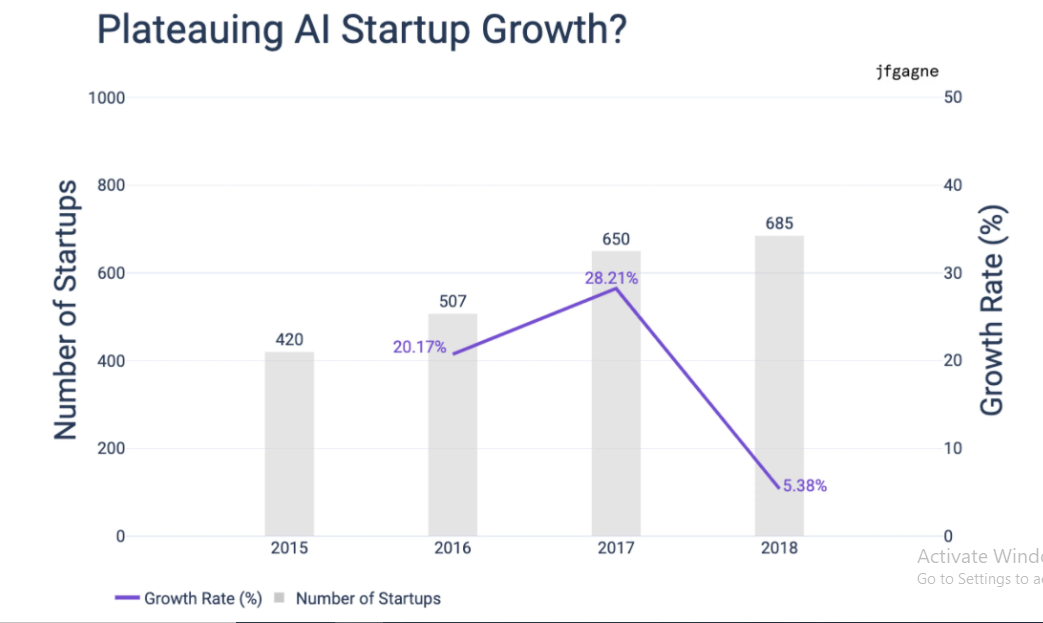 Plateauing AI Startup Growth?
jfgagne
1000
50
800
40
685
650
600
28.21%
30
507
420
20.17%
400
20
200
10
5.38%
0
0
2015
2016
2017
2018
Number of Startups
Growth Rate (%)
Activate Wind
Go to Settings to a
Growth Rate (%)
Number of Startups